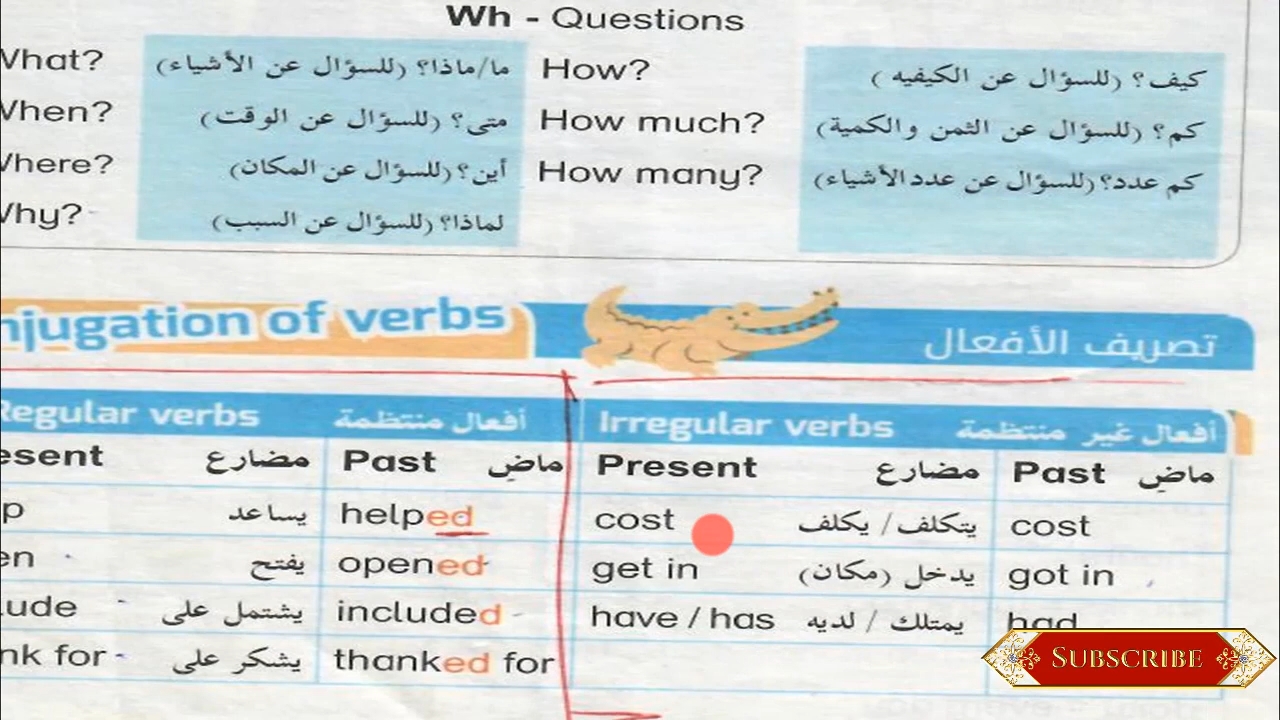 Wh - Questions
What? ما/ماذا؟ (للسؤال عن الأشياء) How? كيف؟ (للسؤال عن الكيفيه )
When? متى؟ (للسؤال عن الوقت) How much? كم؟ (للسؤال عن الثمن والكمية)
Where? أين؟ (للسؤال عن المكان) How many? كم عدد؟ (للسؤال عن عدد الأشياء)
Why? لماذا؟ (للسؤال عن السبب)
njugation of verbs تصريف الأفعال
Regular verbs أفعال منتظمة Irregular verbs أفعال غير منتظمة
esent مضارع Past ماضِ Present مضارع Past ماضِ
p يساعد helped cost يتكلف / يكلف cost
en يفتح opened get in يدخل (مكان) got in
lude يشتمل على included have / has يمتلك / لديه had
nk for يشكر على thanked for
SUBSCRIBE